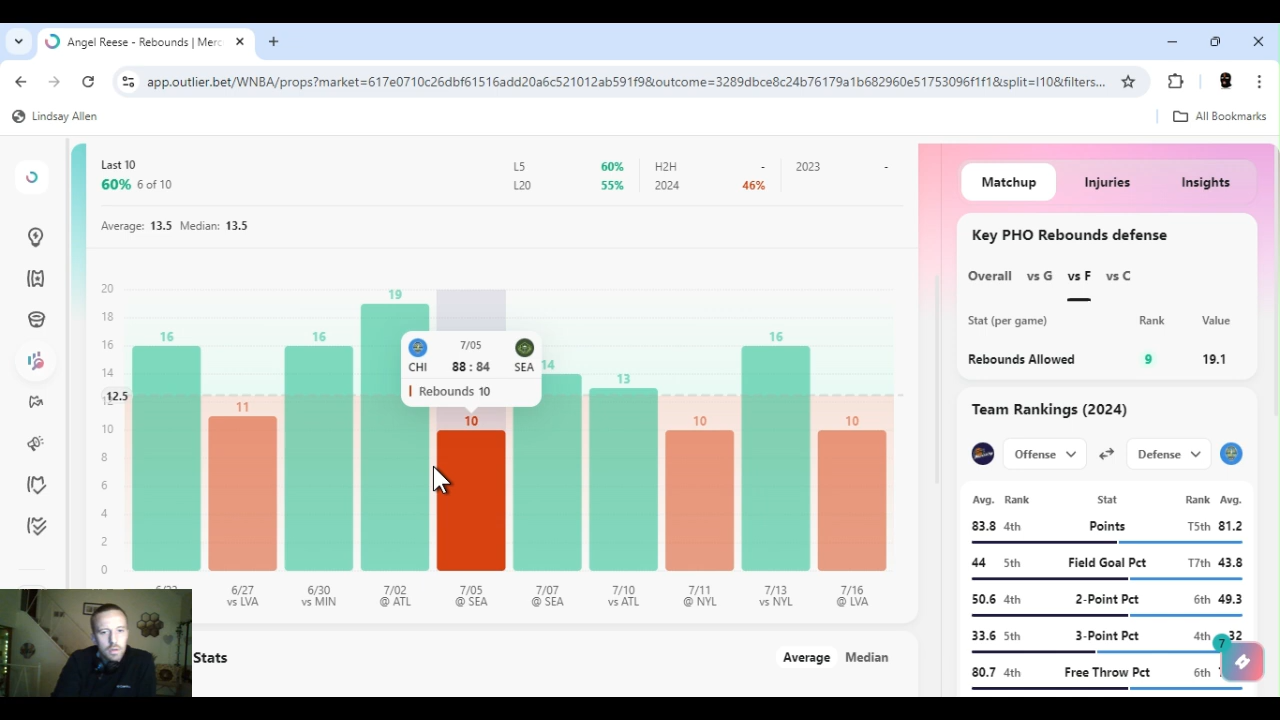 Angel Reese - Rebounds | Merc
app.outlier.bet/WNBA/props?market=617e0710c26dbf61516add20a6c521012ab591f9&outcome=3289dbce8c24b76179a1b682960e51753096f1f1&split=l10&filters...
Lindsay Allen
All Bookmarks
Last 10
60% 6 of 10
L5 60% H2H - 2023 -
L20 55% 2024 46%
Average: 13.5 Median: 13.5
20
18
16
14
12.5
12
10
8
6
4
2
0
16
11
16
19
10
14
13
10
16
10
7/05
CHI 88 : 84 SEA
Rebounds 10
6/27 7/02 7/05 7/07 7/10 7/11 7/13 7/16
6/30
vs LVA vs MIN @ ATL @ SEA @ SEA vs ATL @ NYL vs NYL @ LVA
Stats
Average Median
Matchup Injuries Insights
Key PHO Rebounds defense
Overall vs G vs F vs C
Stat (per game) Rank Value
Rebounds Allowed 9 19.1
Team Rankings (2024)
Offense Defense
Avg. Rank Stat Rank Avg.
83.8 4th Points T5th 81.2
44 5th Field Goal Pct T7th 43.8
50.6 4th 2-Point Pct 6th 49.3
33.6 5th 3-Point Pct 4th 32
7
80.7 4th Free Throw Pct 6th